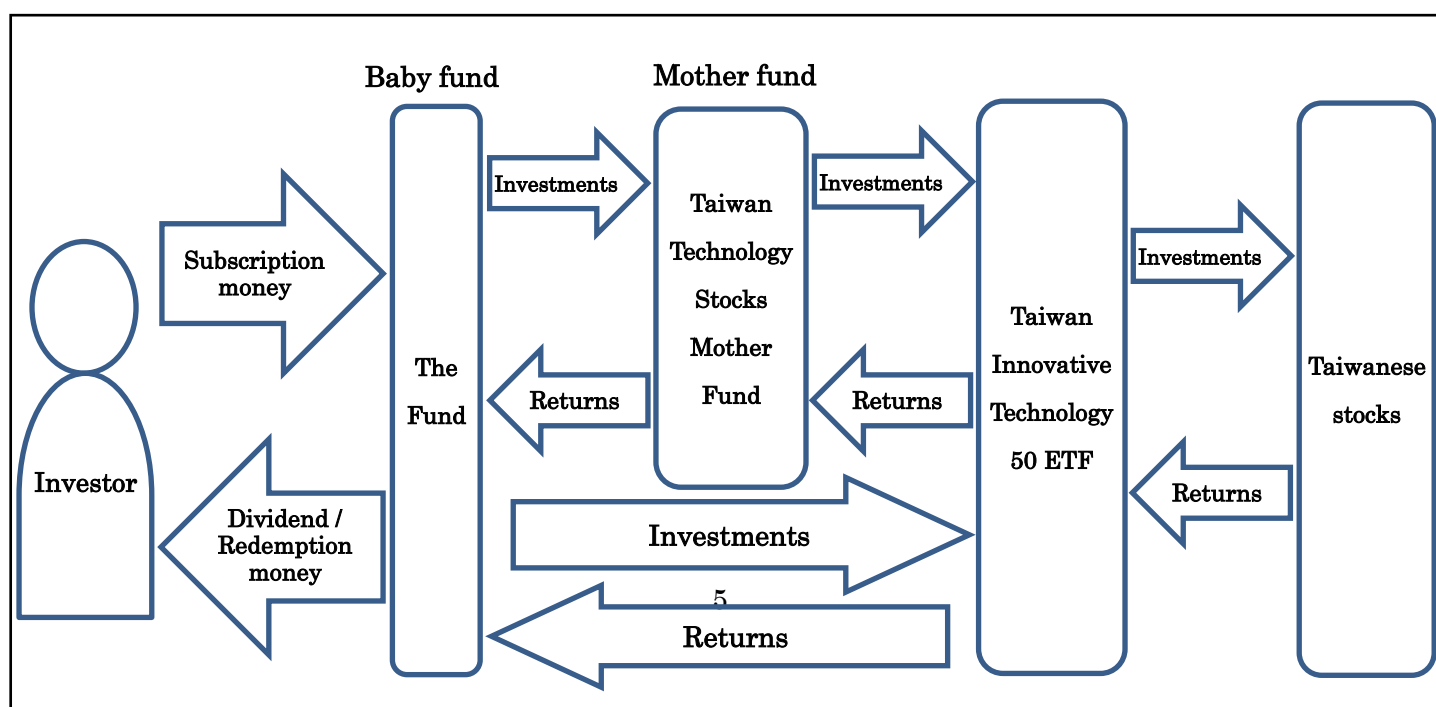 Baby fund
Mother fund
Investments
Investments
Taiwan
Technology
Stocks
Mother
Fund
Subscription
money
Investments
Taiwan
Innovative
Technology
50 ETF
The
Fund
Taiwanese
stocks
Returns
Returns
Investor
Returns
Dividend /
Redemption
money
Investments
5
Returns